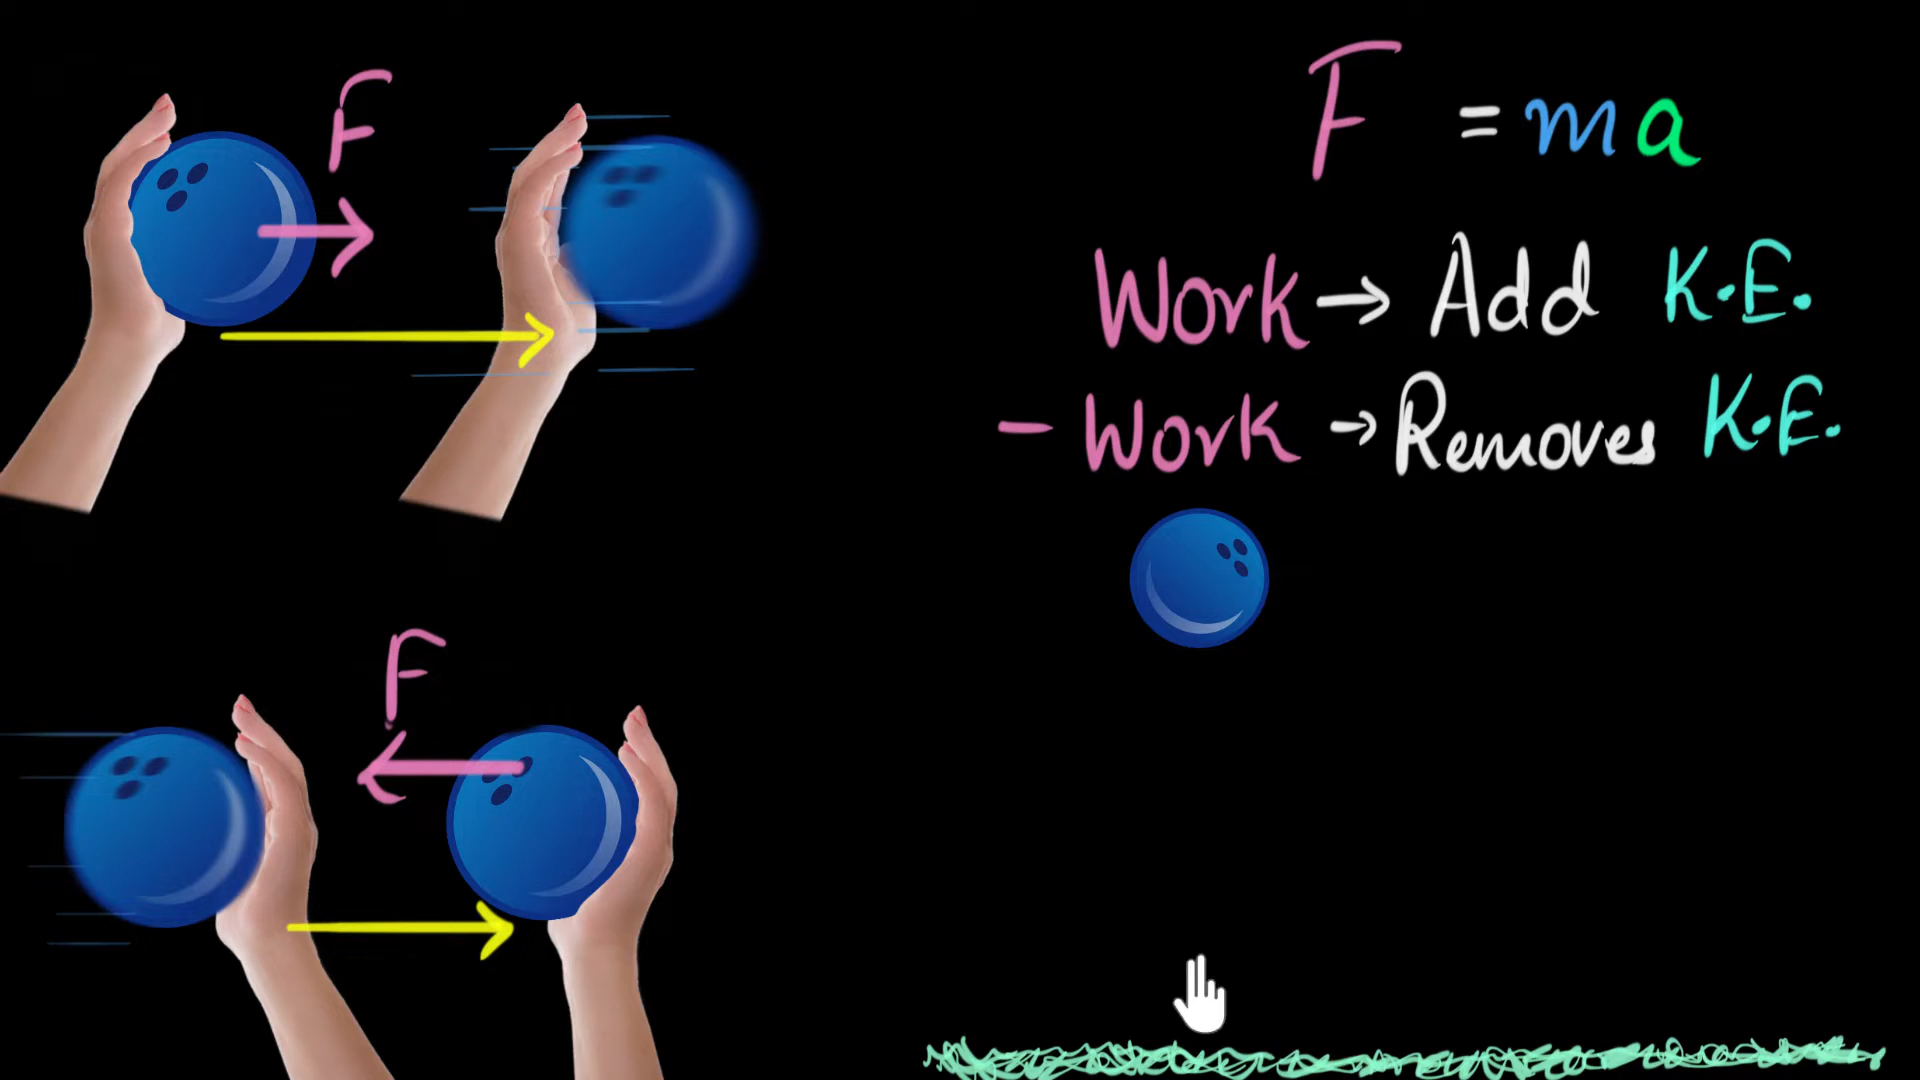 F
F = ma
Work → Add K.E.
- Work → Removes K.E.
F